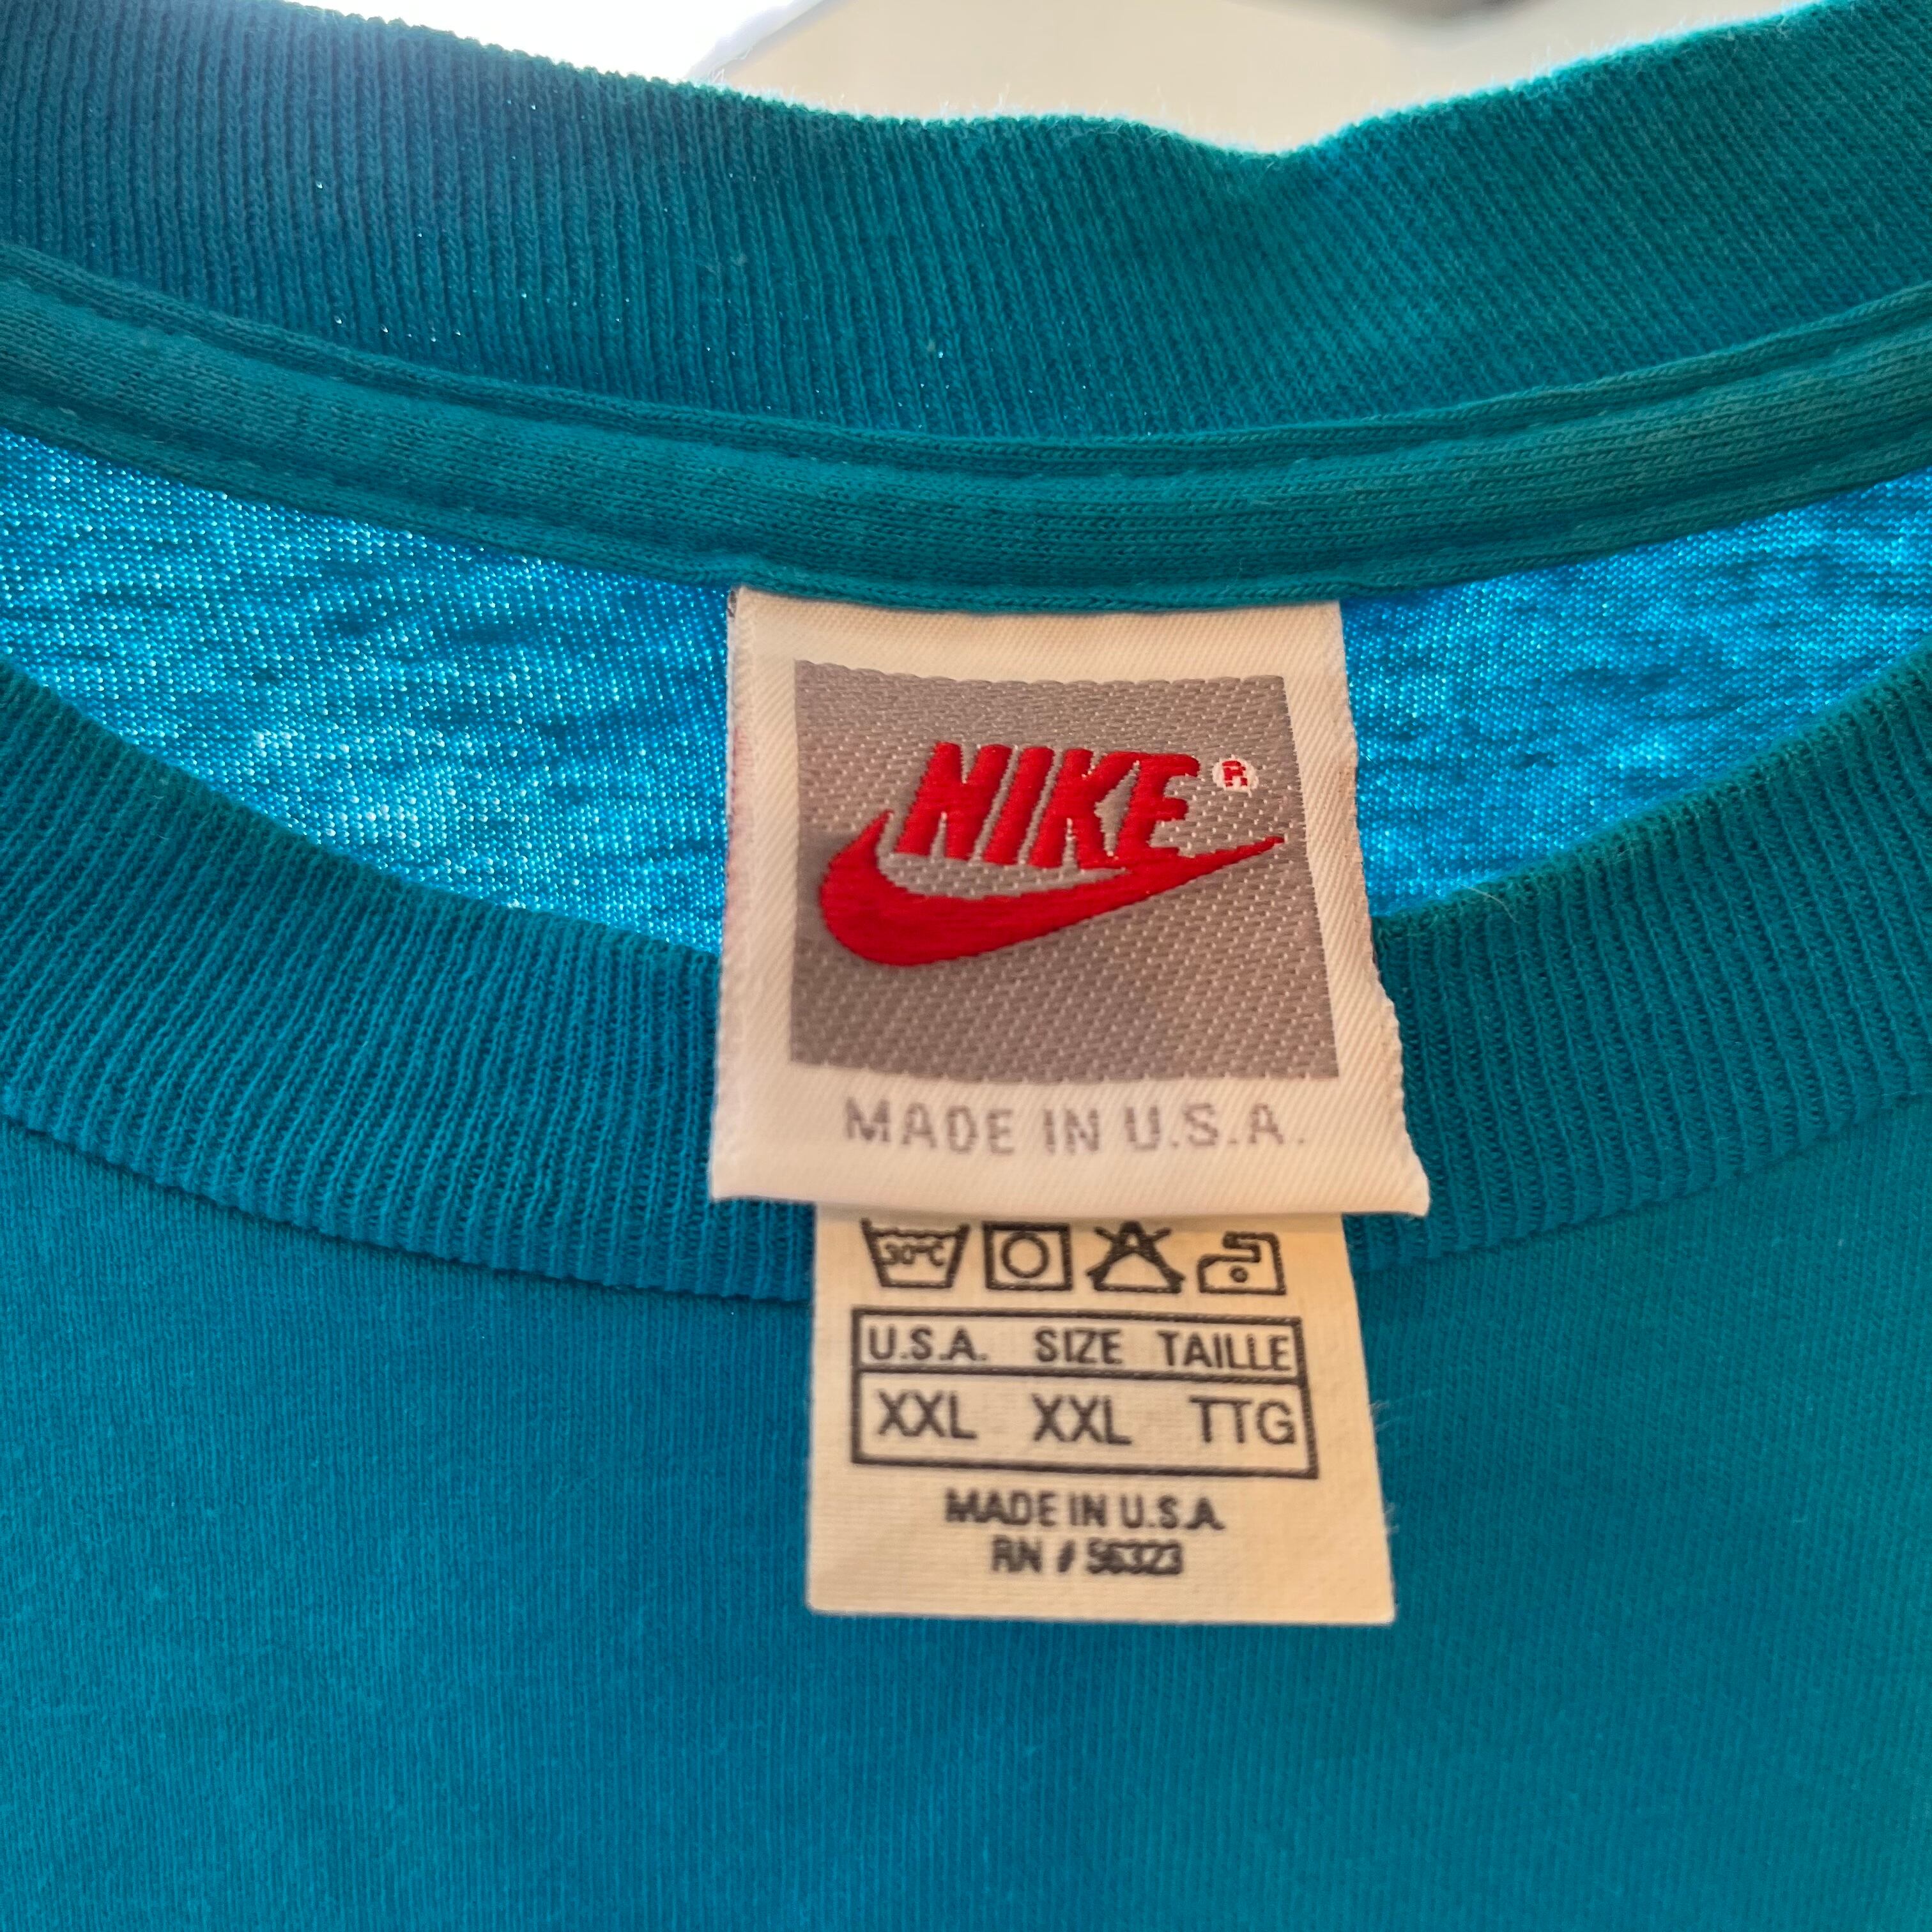 NIKE®
MADE IN U.S.A.
30°C
U.S.A. SIZE TAILLE
XXL XXL TTG
MADE IN U.S.A.
RN # 56323